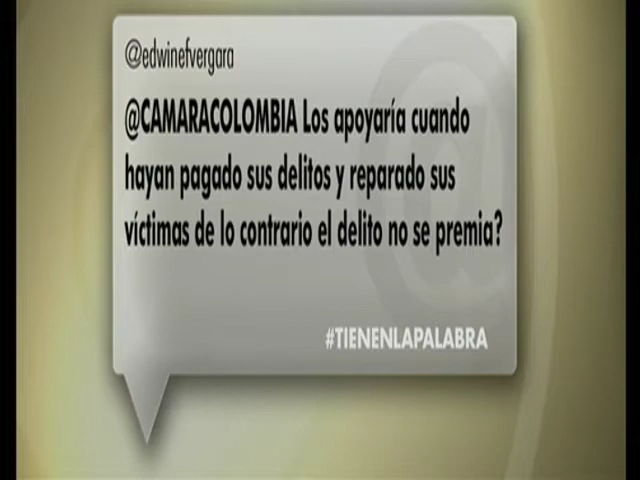 @edwinefvergara
@CAMARACOLOMBIA Los apoyaría cuando
hayan pagado sus delitos y reparado sus
víctimas de lo contrario el delito no se premia?
#TIENENLAPALABRA